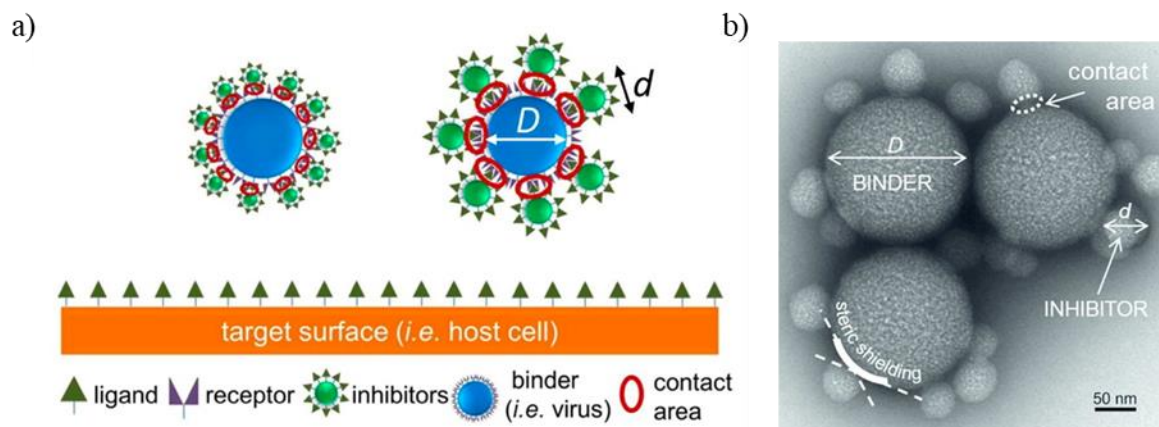 a)
b)
d
D
target surface (i.e. host cell)
ligand
receptor
inhibitors
binder
(i.e. virus)
contact
area
contact
area
D
BINDER
d
INHIBITOR
steric shielding
50 nm